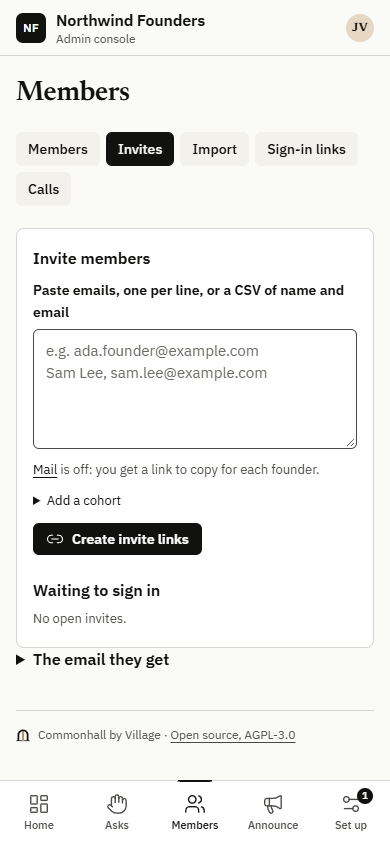 NF
Northwind Founders
Admin console
JV
Members
Members
Invites
Import
Sign-in links
Calls
Invite members
Paste emails, one per line, or a CSV of name and
email
e.g. ada.founder@example.com
Sam Lee, sam.lee@example.com
Mail is off: you get a link to copy for each founder.
Add a cohort
Create invite links
Waiting to sign in
No open invites.
The email they get
Commonhall by Village · Open source, AGPL-3.0
1
Home
Asks
Members
Announce
Set up